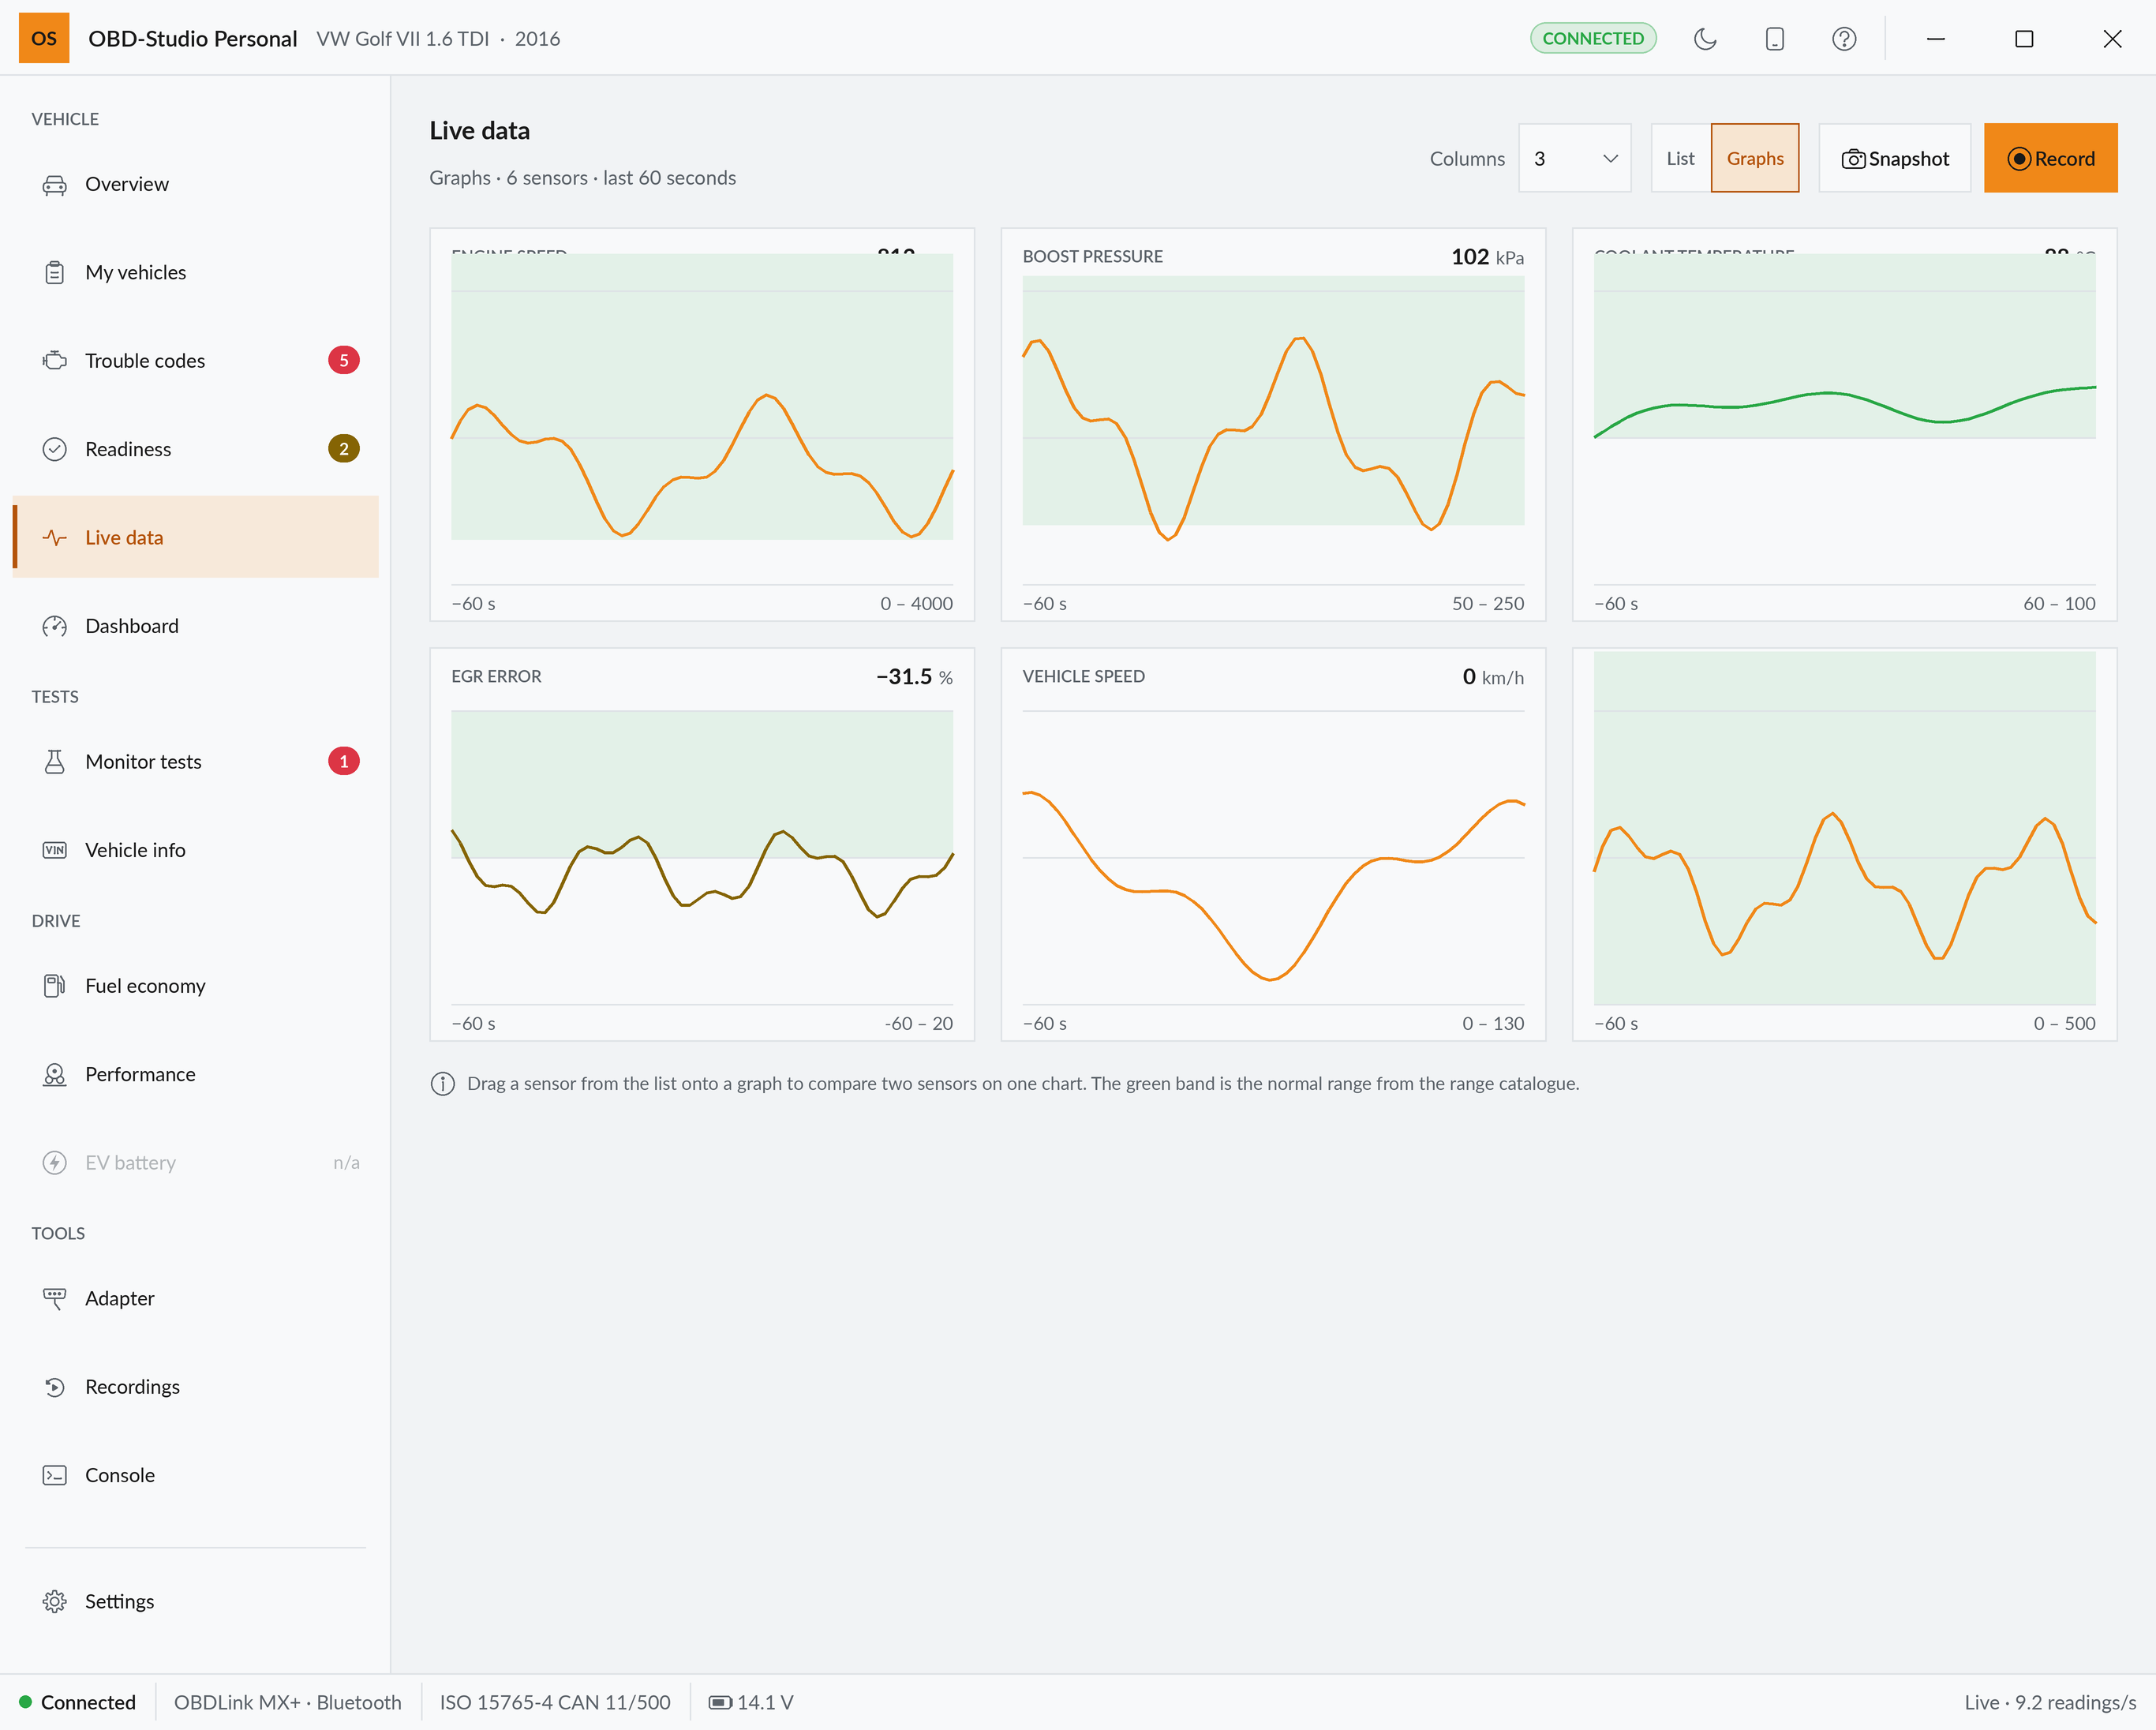 OS OBD-Studio Personal VW Golf VII 1.6 TDI · 2016 CONNECTED
VEHICLE
Overview
My vehicles
Trouble codes 5
Readiness 2
Live data
Dashboard
TESTS
Monitor tests 1
VIN Vehicle info
DRIVE
Fuel economy
Performance
EV battery n/a
TOOLS
Adapter
Recordings
Console
Settings
Live data
Graphs · 6 sensors · last 60 seconds
Columns 3 List Graphs Snapshot Record
ENGINE SPEED
−60 s 0 – 4000
BOOST PRESSURE 102 kPa
−60 s 50 – 250
COOLANT TEMPERATURE °C
−60 s 60 – 100
EGR ERROR −31.5 %
−60 s -60 – 20
VEHICLE SPEED 0 km/h
−60 s 0 – 130
−60 s 0 – 500
Drag a sensor from the list onto a graph to compare two sensors on one chart. The green band is the normal range from the range catalogue.
Connected OBDLink MX+ · Bluetooth ISO 15765-4 CAN 11/500 14.1 V Live · 9.2 readings/s